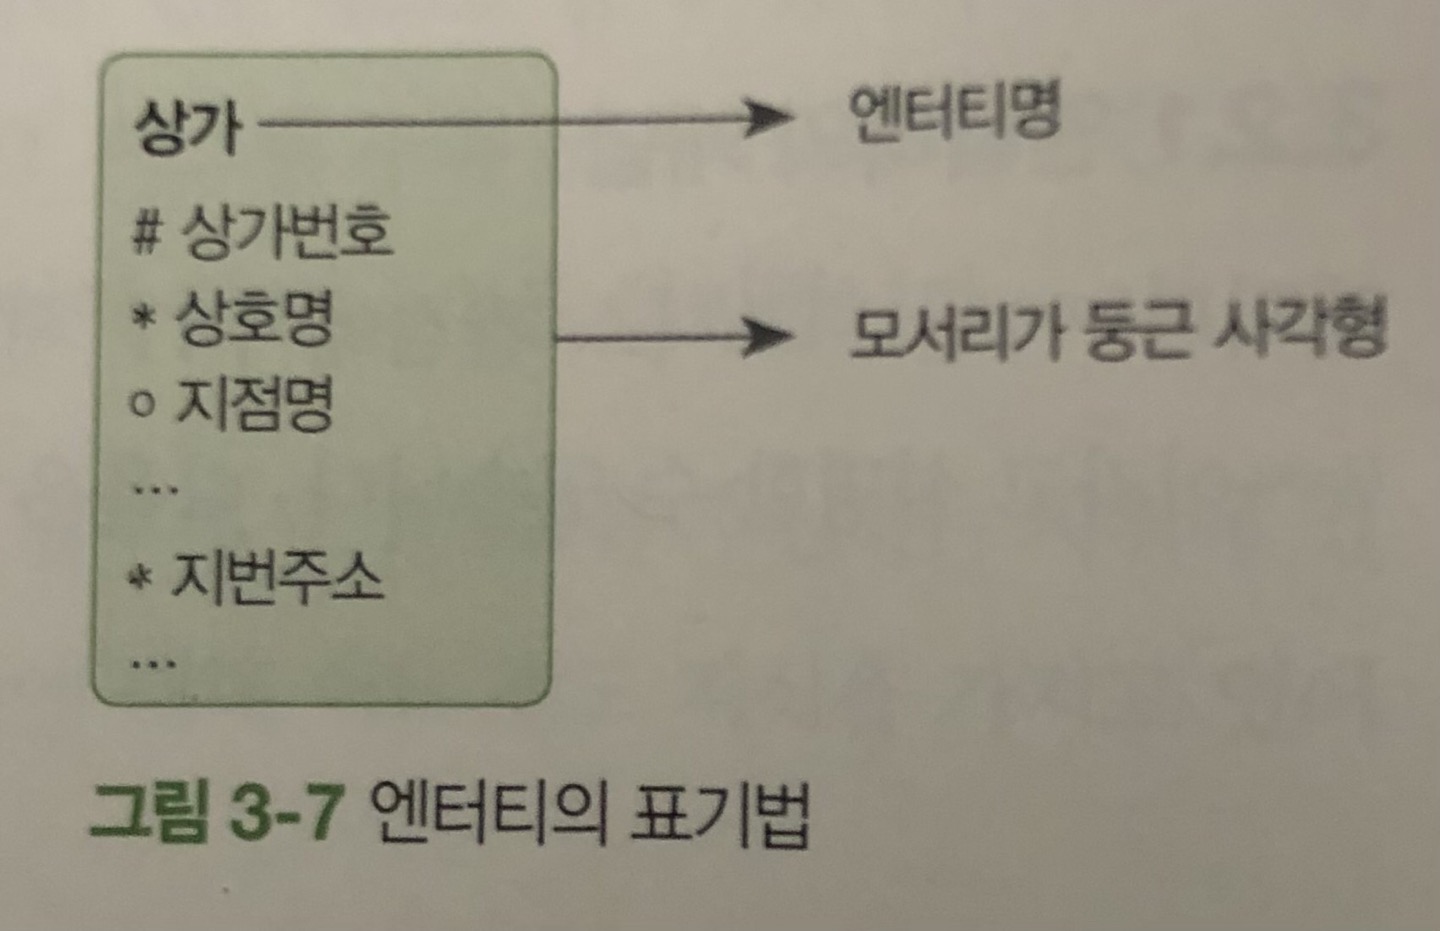 상가 엔터티명
# 상가번호
* 상호명 모서리가 둥근 사각형
o 지점명
...
* 지번주소
...
그림 3-7 엔터티의 표기법